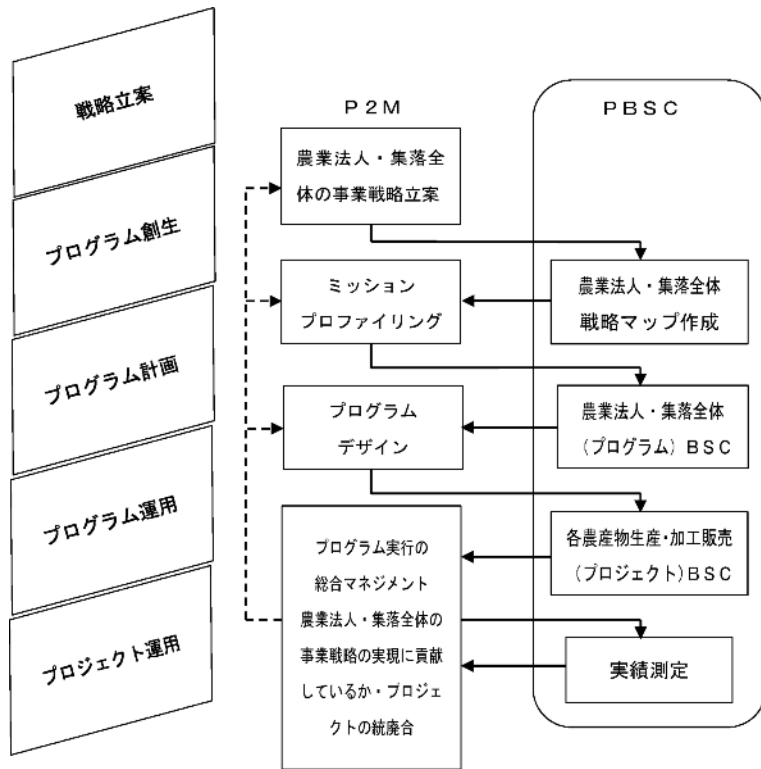 戦略立案
プログラム創生
プログラム計画
プログラム運用
プロジェクト運用
Ｐ２Ｍ
農業法人・集落全
体の事業戦略立案
ミッション
プロファイリング
プログラム
デザイン
プログラム実行の
総合マネジメント
農業法人・集落全体の
事業戦略の実現に貢献
しているか・プロジェ
クトの統廃合
ＰＢＳＣ
農業法人・集落全体
戦略マップ作成
農業法人・集落全体
（プログラム）ＢＳＣ
各農産物生産・加工販売
（プロジェクト）ＢＳＣ
実績測定